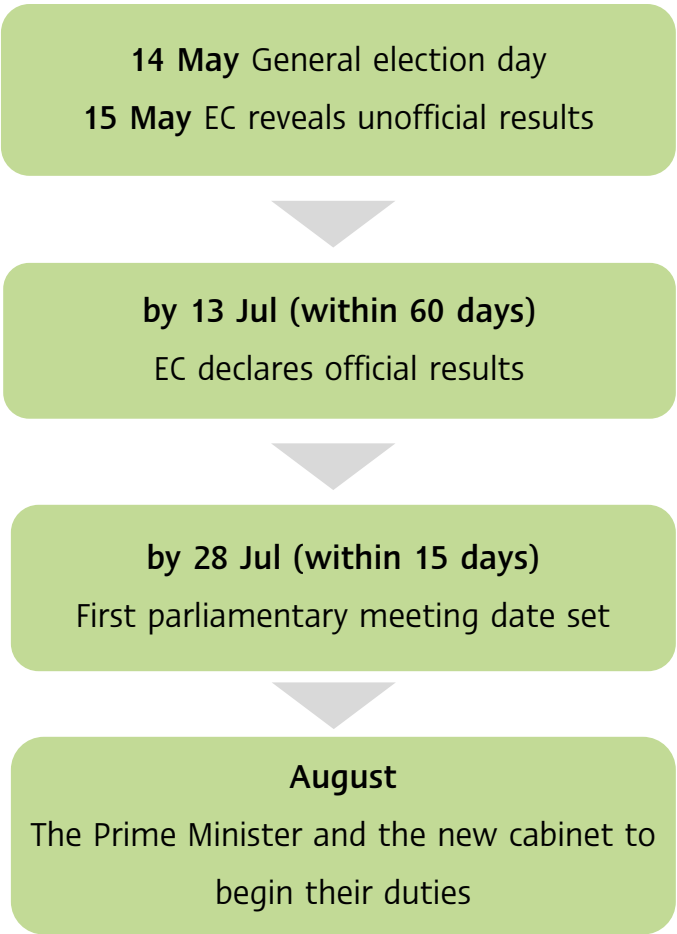 14 May General election day
15 May EC reveals unofficial results
by 13 Jul (within 60 days)
EC declares official results
by 28 Jul (within 15 days)
First parliamentary meeting date set
August
The Prime Minister and the new cabinet to
begin their duties